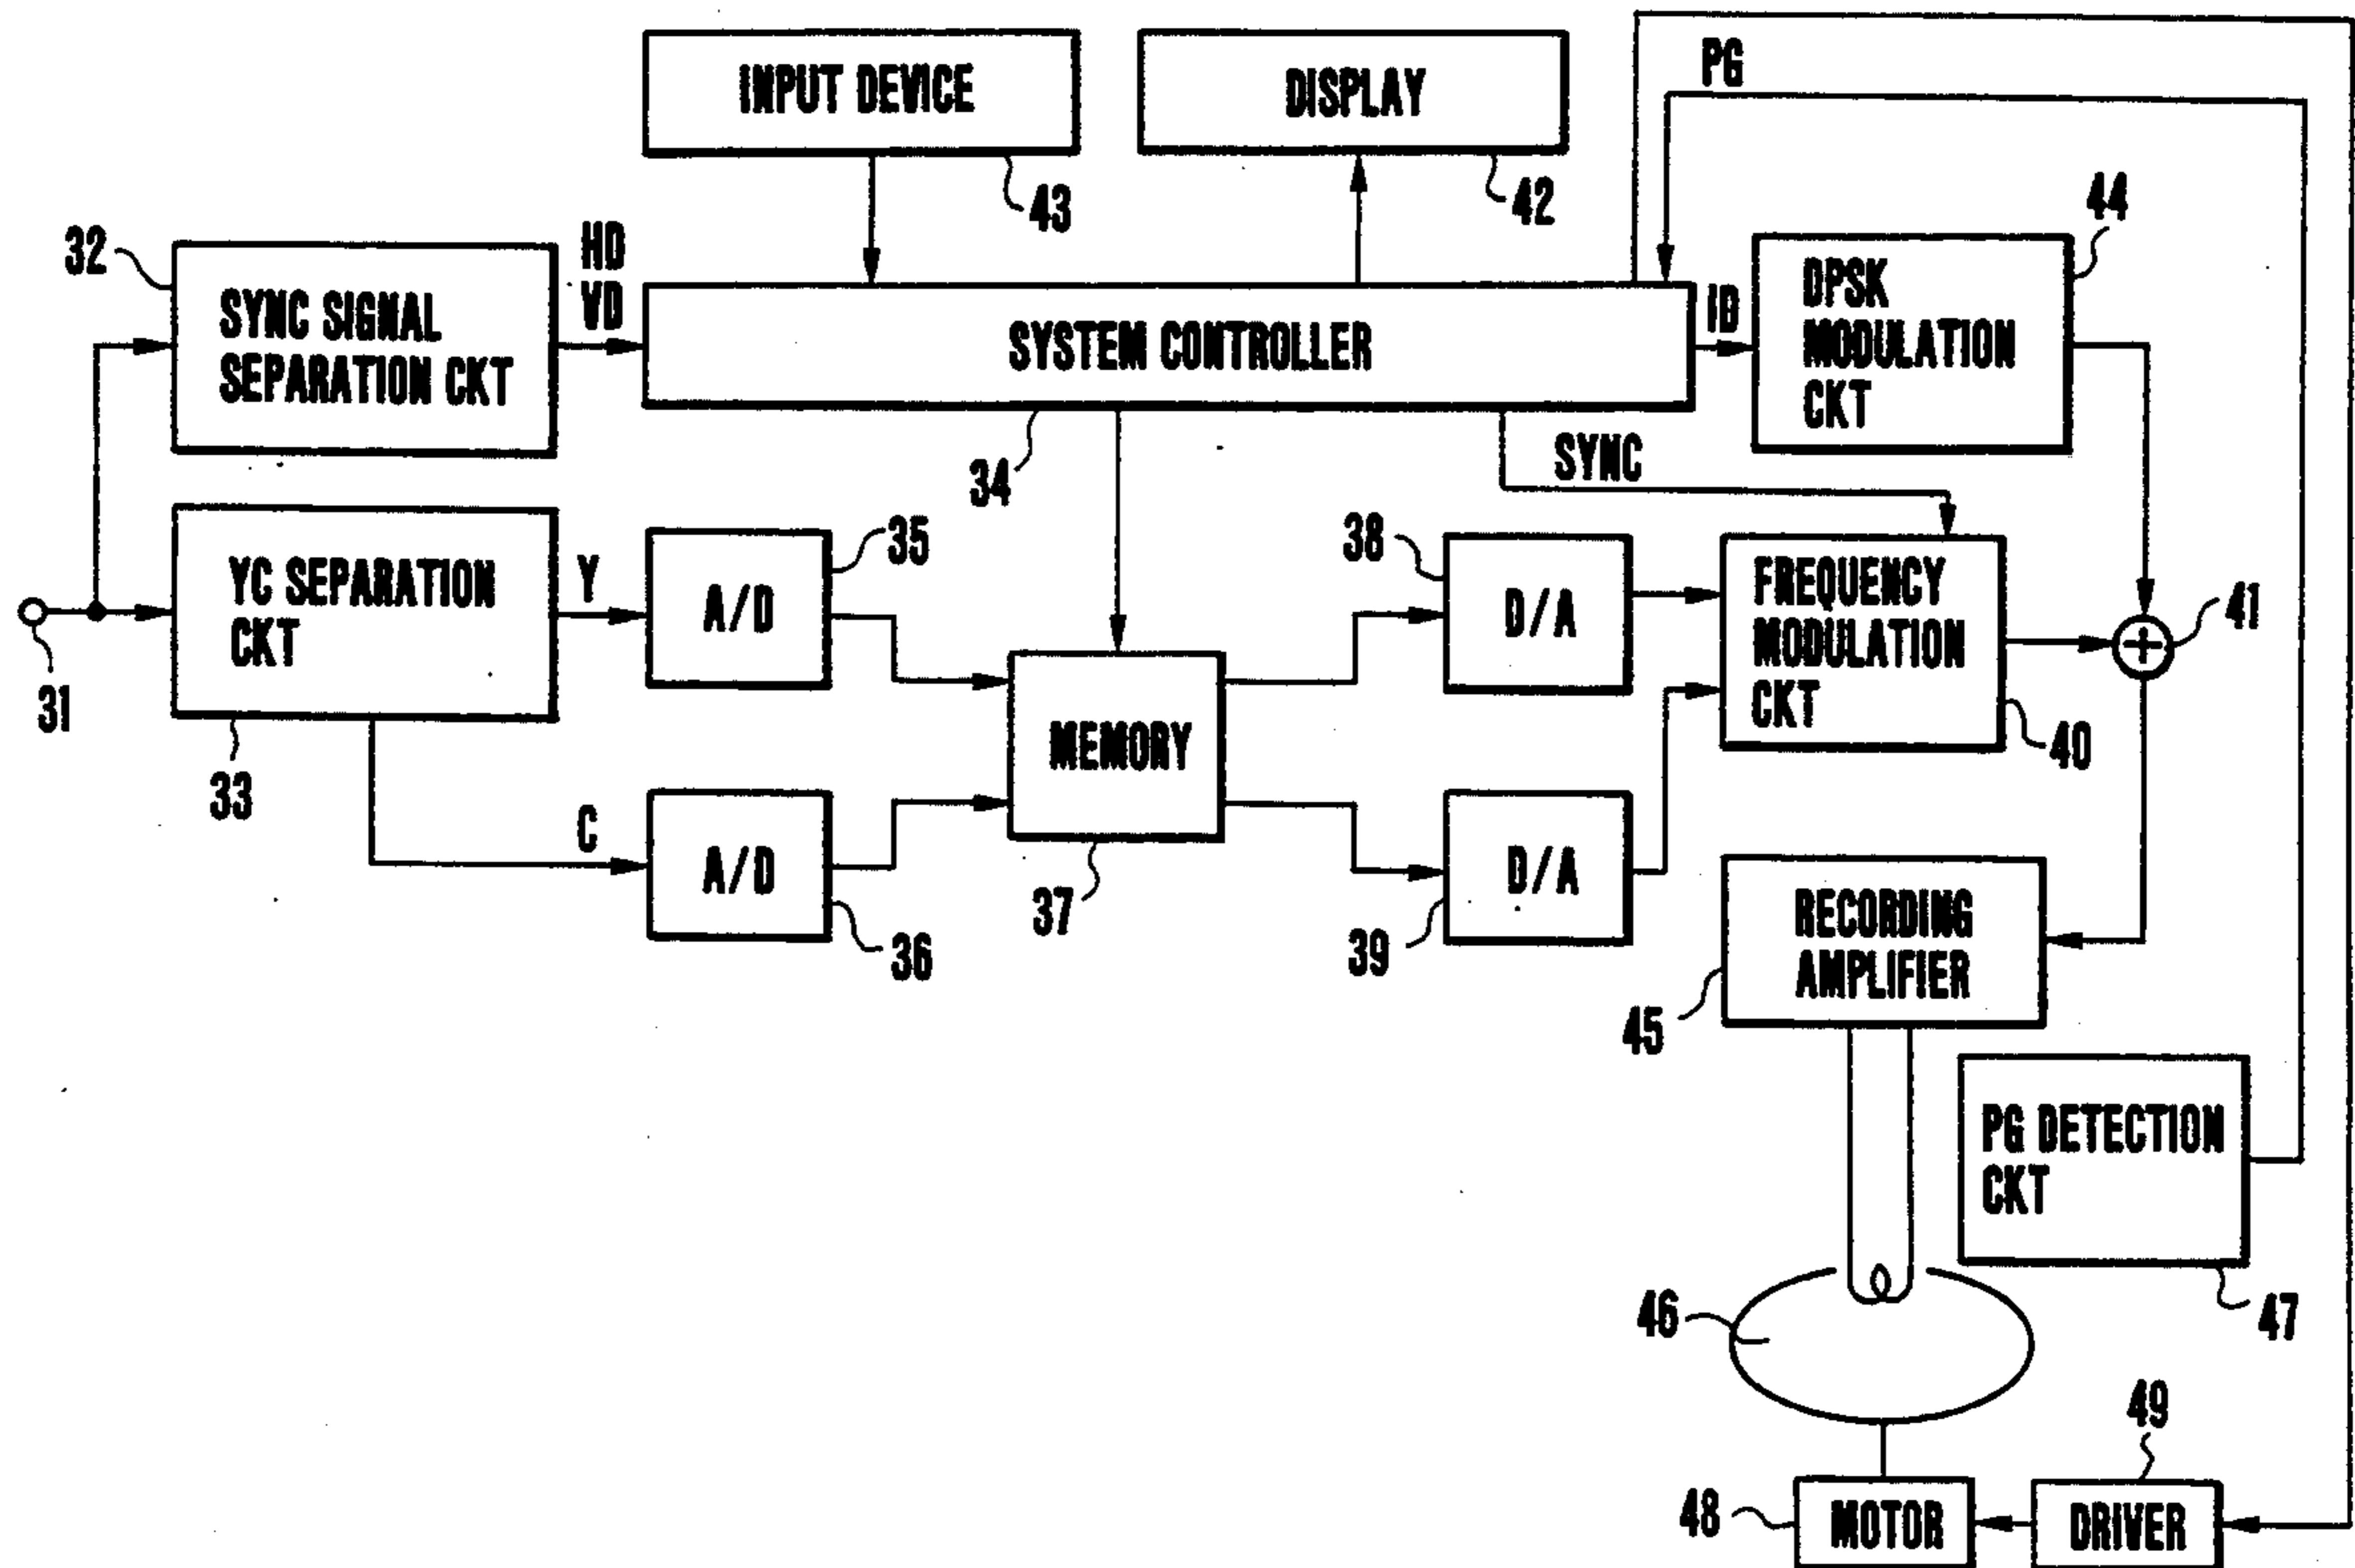 INPUT DEVICE
43
DISPLAY
42
PG
32
SYNC SIGNAL
SEPARATION CKT
HD
VD
SYSTEM CONTROLLER
34
ID
DPSK
MODULATION
CKT
44
SYNC
31
YC SEPARATION
CKT
33
Y
C
A/D
35
A/D
36
MEMORY
37
38
D/A
D/A
39
FREQUENCY
MODULATION
CKT
40
41
RECORDING
AMPLIFIER
45
PG DETECTION
CKT
47
46
48
MOTOR
49
DRIVER